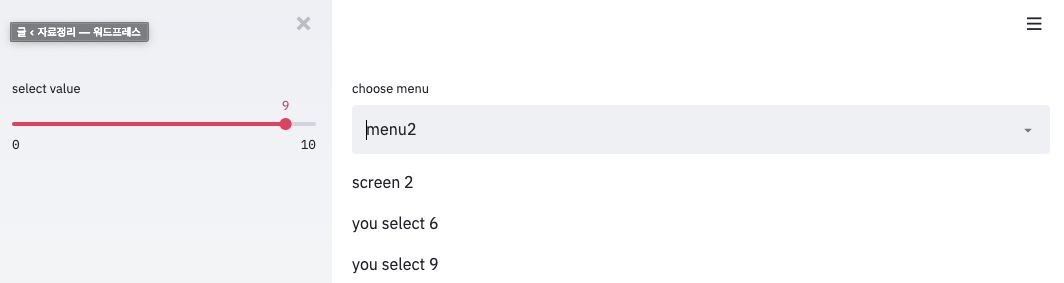 글 ‹ 자료정리 — 워드프레스
select value
9
0
10
choose menu
menu2
screen 2
you select 6
you select 9